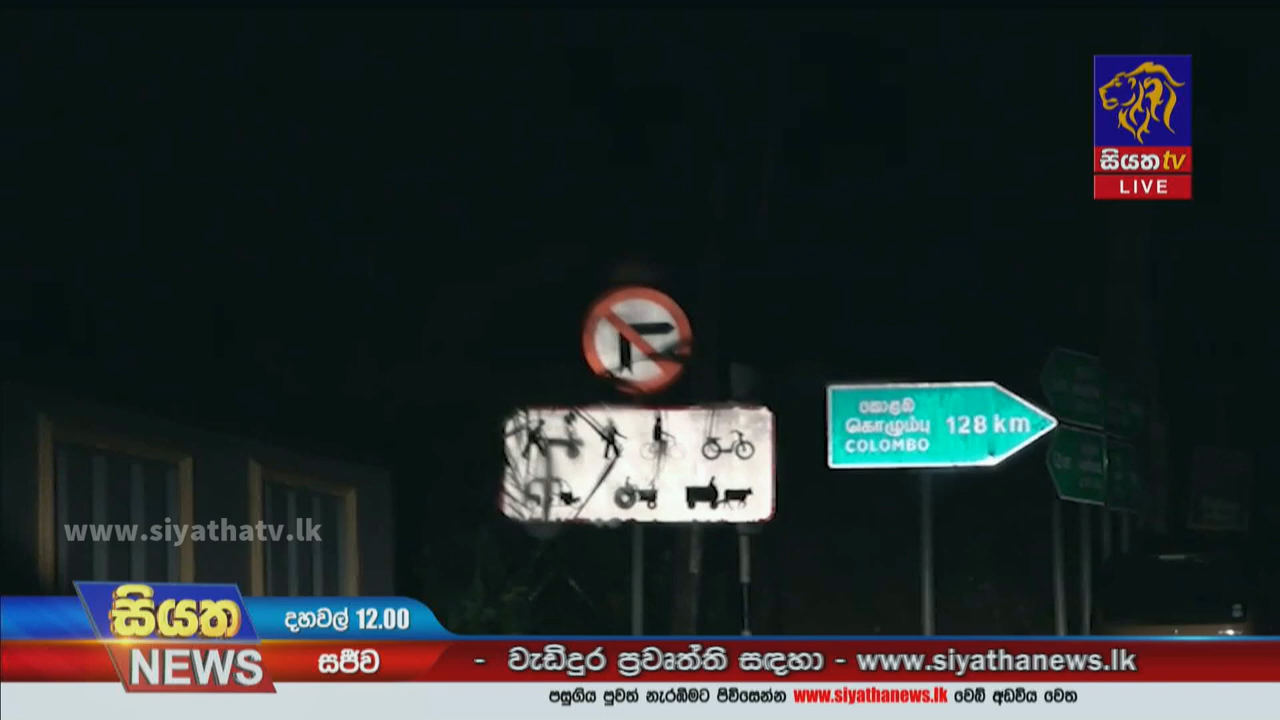 සියත tv
LIVE
කොළඹ
கொழும்பு
COLOMBO
128 km
www.siyathatv.lk
සියත
NEWS
දහවල් 12.00
සජීව
- වැඩිදුර ප්‍රවෘත්ති සඳහා - www.siyathanews.lk
පසුගිය පුවත් නැරඹීමට පිවිසෙන්න www.siyathanews.lk වෙබ් අඩවිය වෙත